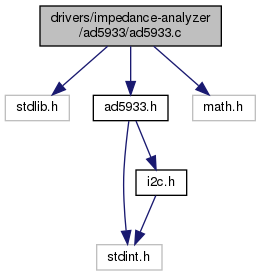 drivers/impedance-analyzer
/ad5933/ad5933.c
stdlib.h
ad5933.h
math.h
i2c.h
stdint.h